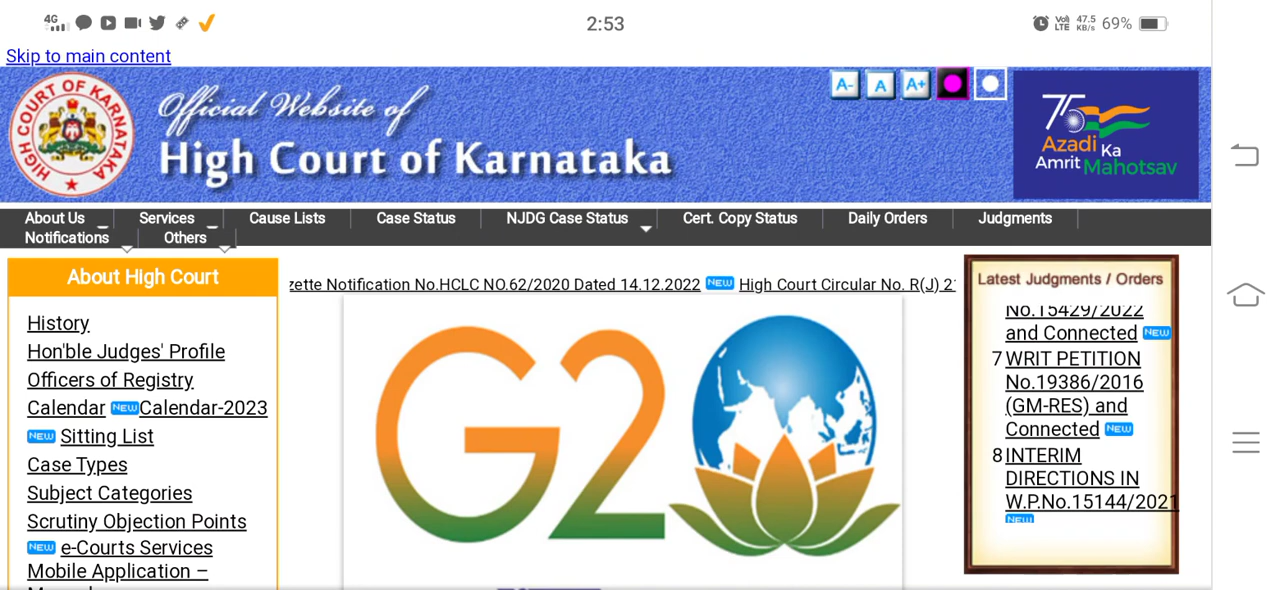 4G
2:53
Vo))
LTE
47.5
KB/s
69%
Skip to main content
HIGH COURT OF KARNATAKA
Official Website of
High Court of Karnataka
A-
A
A+
75
Azadi Ka
Amrit Mahotsav
About Us Services Cause Lists Case Status NJDG Case Status Cert. Copy Status Daily Orders Judgments
Notifications Others
About High Court
History
Hon'ble Judges' Profile
Officers of Registry
Calendar NEW Calendar-2023
NEW Sitting List
Case Types
Subject Categories
Scrutiny Objection Points
NEW e-Courts Services
Mobile Application –
zette Notification No.HCLC NO.62/2020 Dated 14.12.2022 NEW High Court Circular No. R(J) 2
G20
Latest Judgments / Orders
No.15429/2022
and Connected NEW
7 WRIT PETITION
No.19386/2016
(GM-RES) and
Connected NEW
8 INTERIM
DIRECTIONS IN
W.P.No.15144/2021
NEW